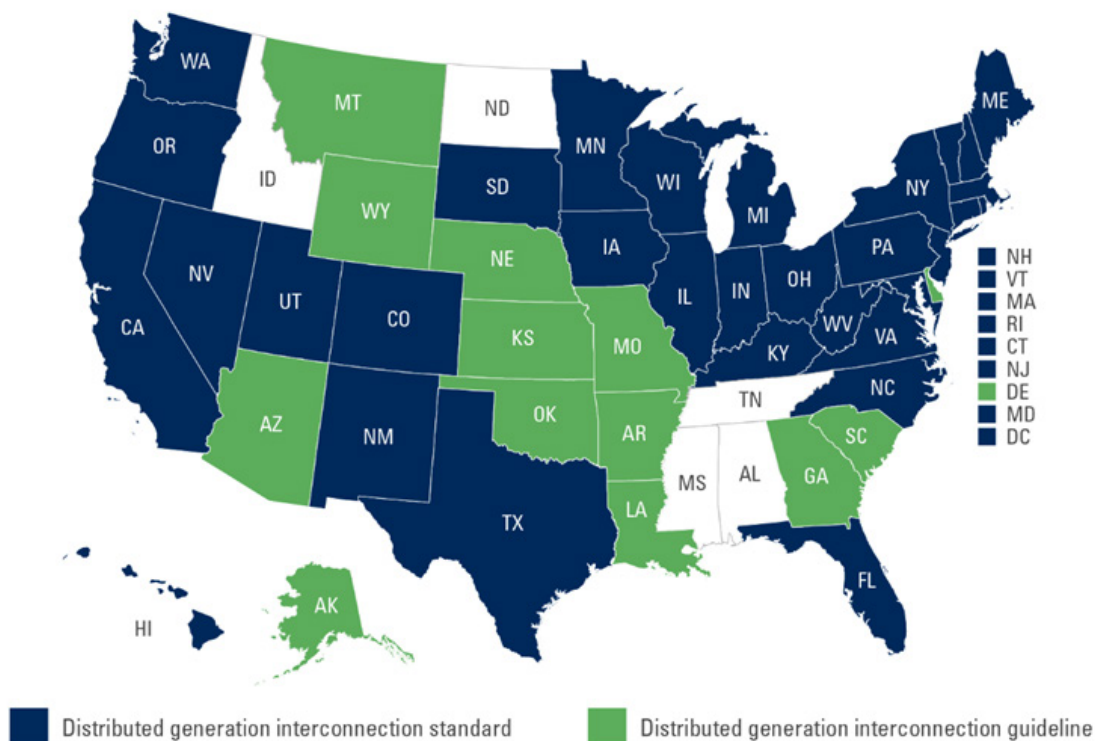 WA
MT
ND
ME
OR
MN
ID
SD
WI
NY
WY
MI
IA
PA
NE
NV
OH
NH
UT
IL
IN
VT
CA
CO
WV
MA
KS
MO
VA
RI
KY
CT
NC
NJ
TN
DE
AZ
OK
NM
AR
SC
MD
DC
MS
AL
GA
LA
TX
FL
AK
HI
Distributed generation interconnection standard
Distributed generation interconnection guideline